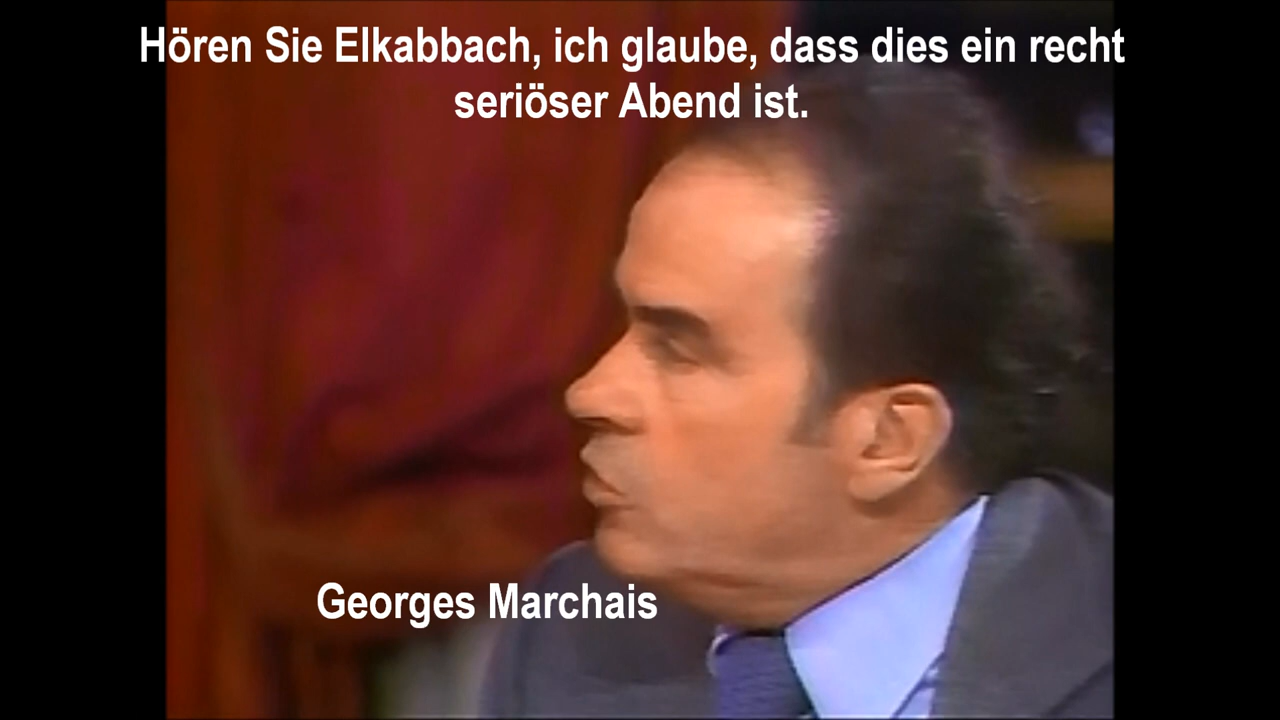 Hören Sie Elkabbach, ich glaube, dass dies ein recht
seriöser Abend ist.
Georges Marchais